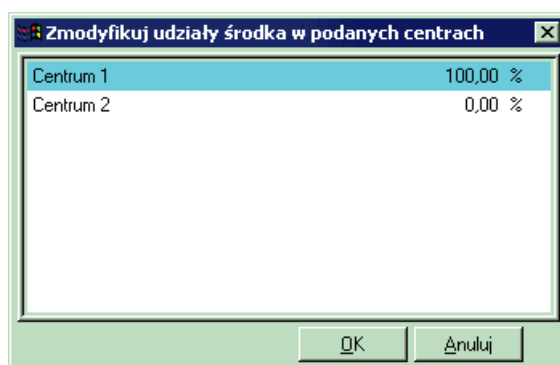 Zmodyfikuj udziały środka w podanych centrach
Centrum 1 100,00 %
Centrum 2 0,00 %
OK Anuluj